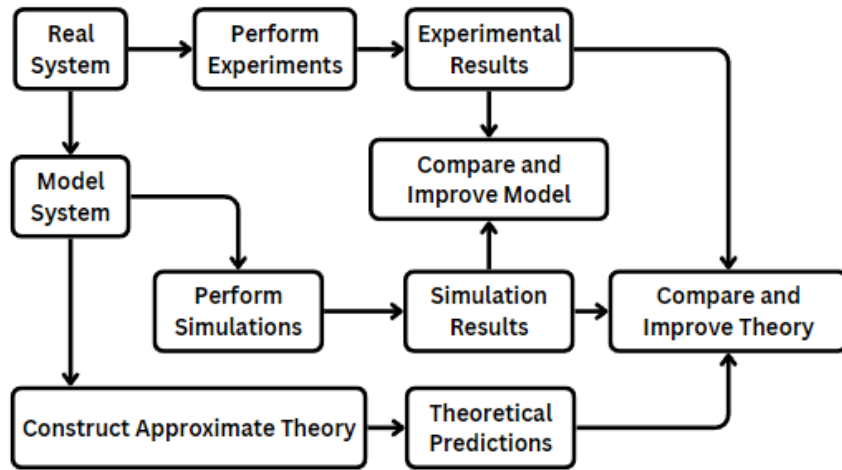 Real
System
Perform
Experiments
Experimental
Results
Compare and
Improve Model
Model
System
Perform
Simulations
Simulation
Results
Compare and
Improve Theory
Construct Approximate Theory
Theoretical
Predictions